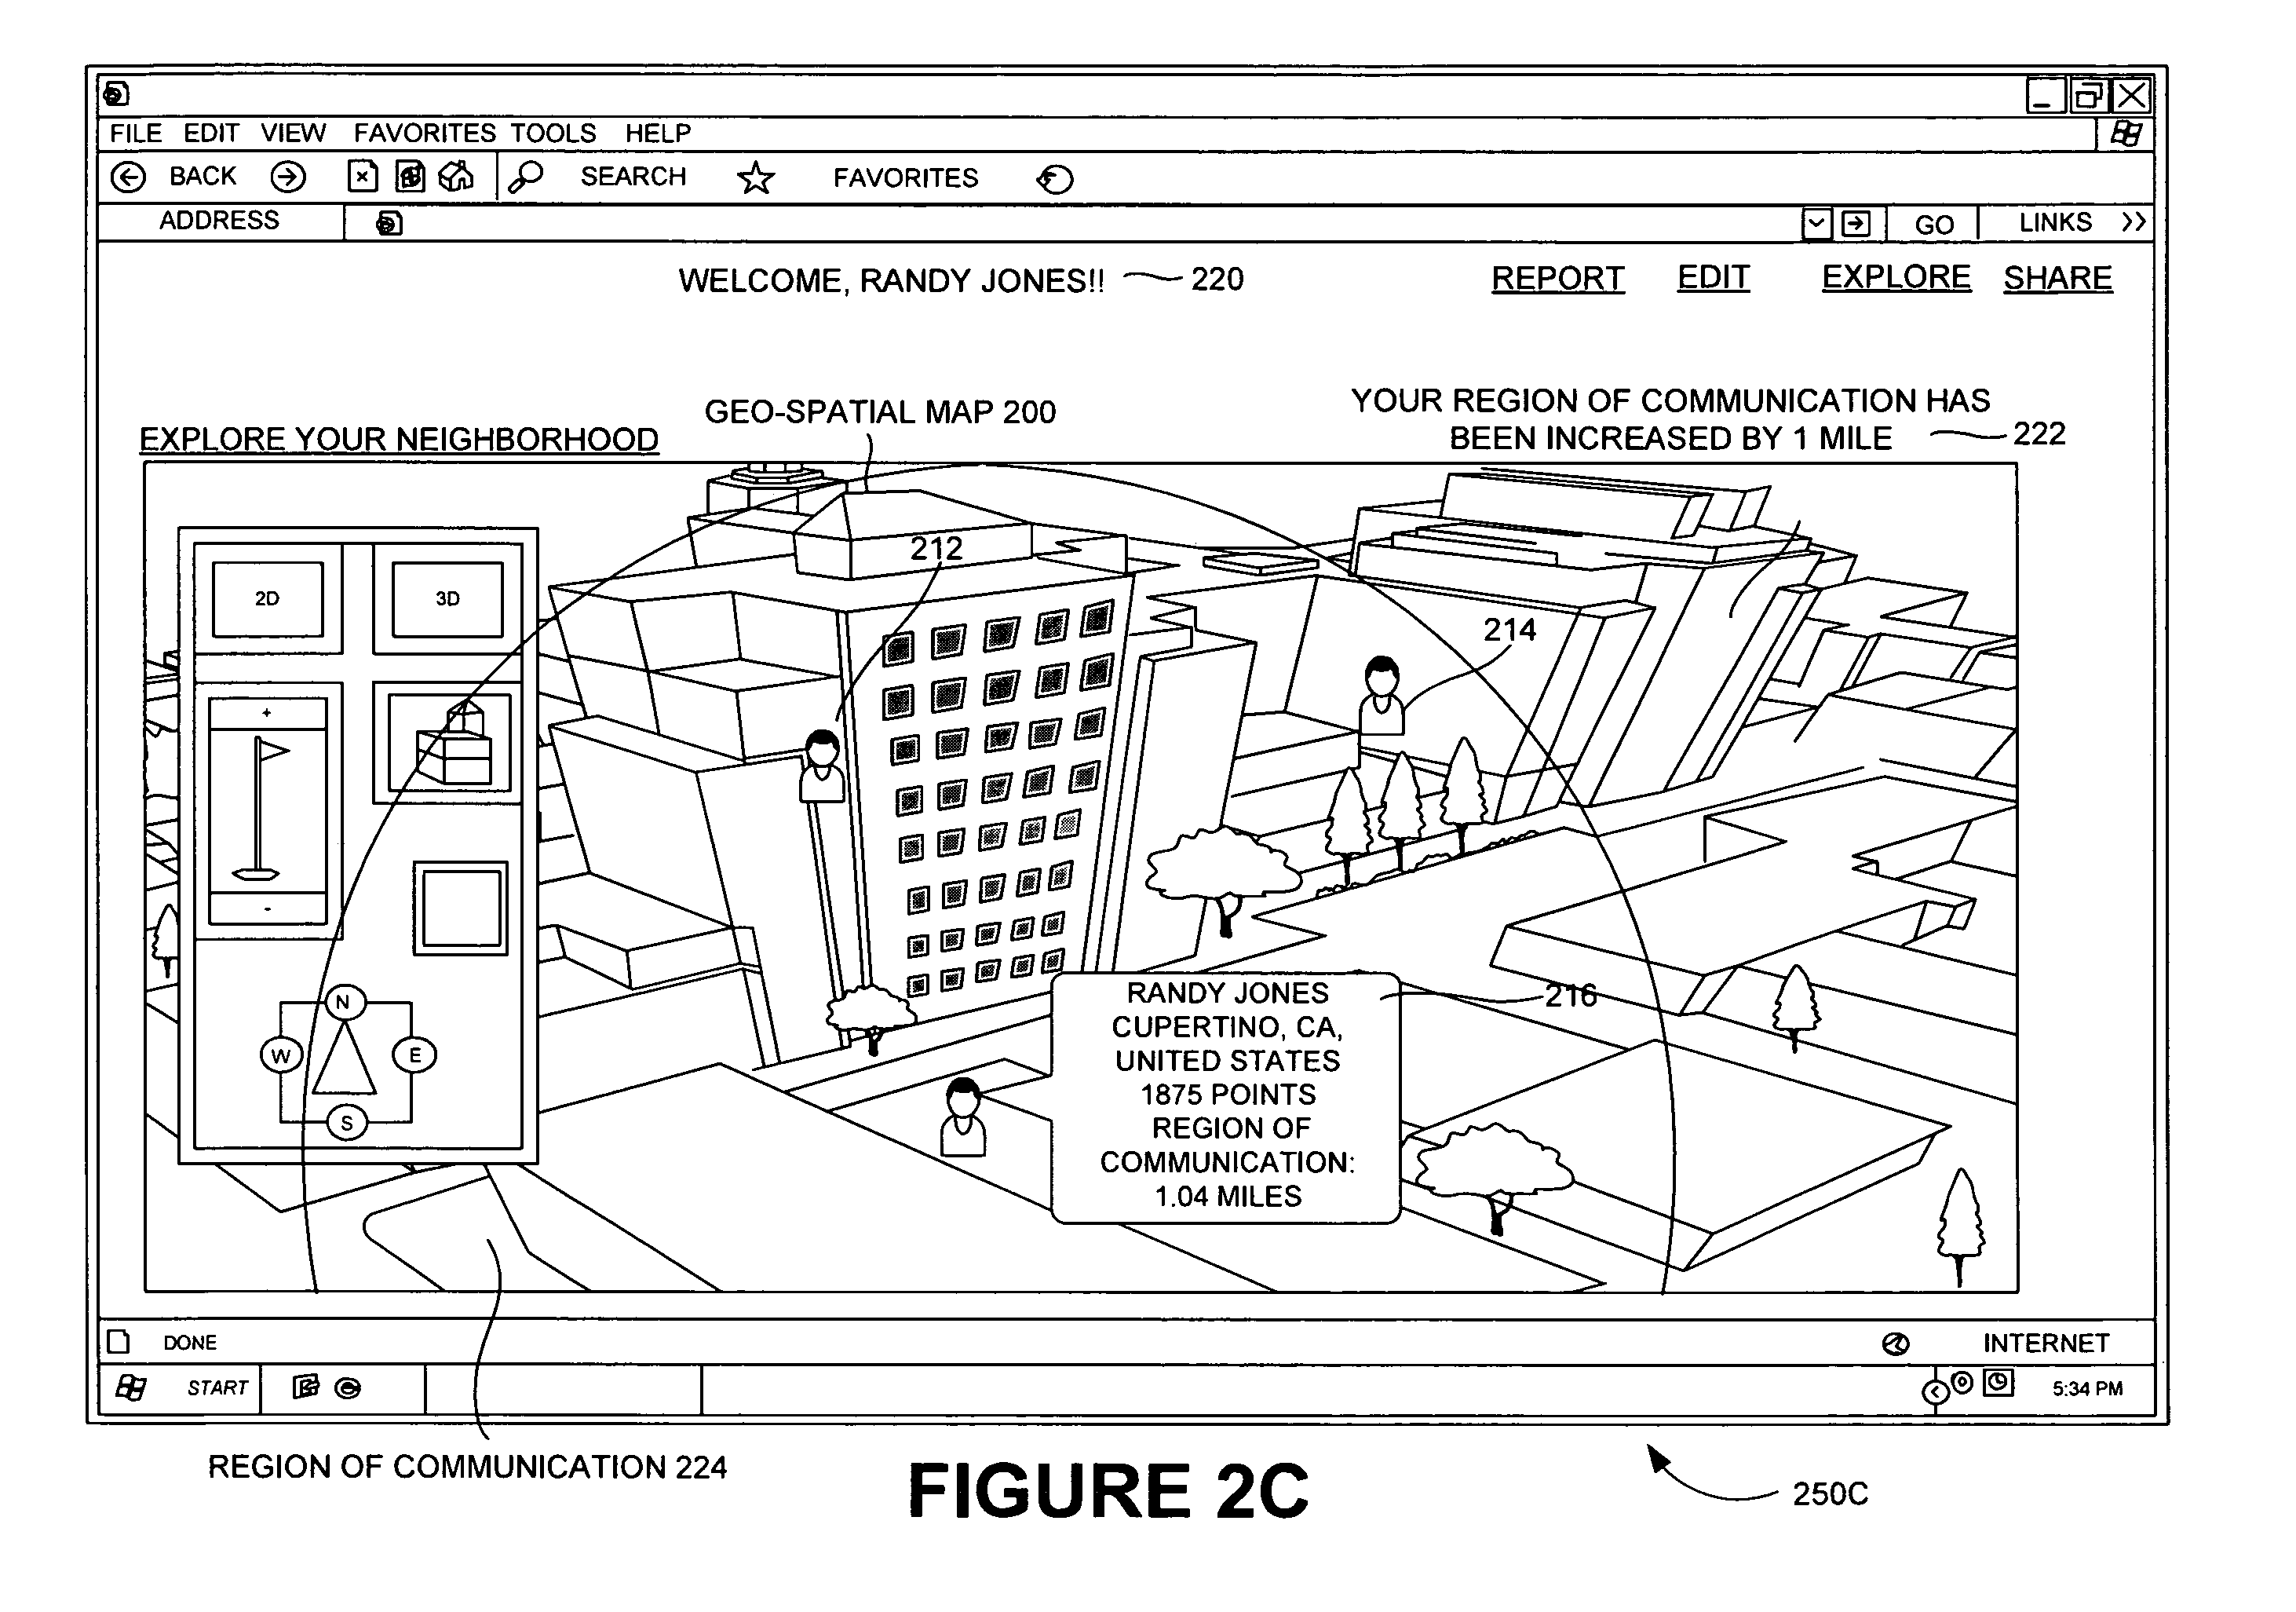 FILE EDIT VIEW FAVORITES TOOLS HELP
BACK SEARCH FAVORITES
ADDRESS GO LINKS >>
WELCOME, RANDY JONES!! 220 REPORT EDIT EXPLORE SHARE
YOUR REGION OF COMMUNICATION HAS
BEEN INCREASED BY 1 MILE 222
GEO-SPATIAL MAP 200
EXPLORE YOUR NEIGHBORHOOD
212
2D 3D
214
+
-
N
W E
S
216
RANDY JONES
CUPERTINO, CA,
UNITED STATES
1875 POINTS
REGION OF
COMMUNICATION:
1.04 MILES
DONE INTERNET
START 5:34 PM
REGION OF COMMUNICATION 224
FIGURE 2C
250C